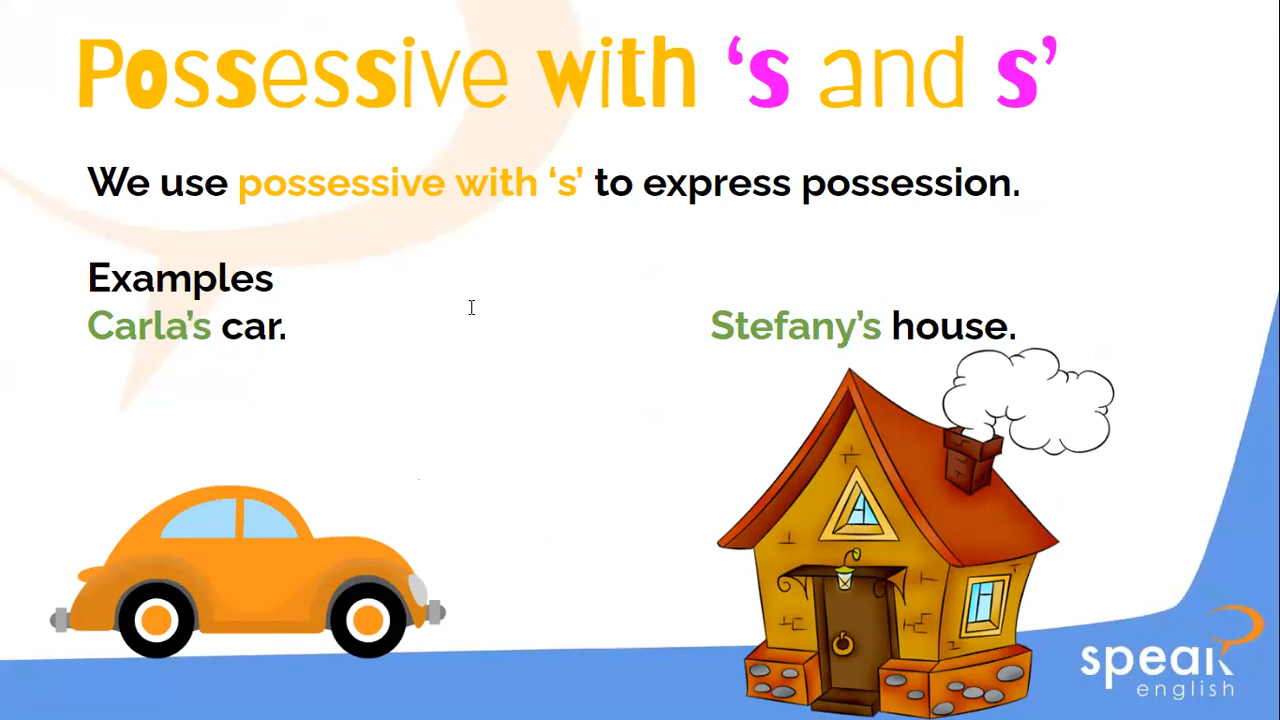 Possessive with ‘s and s’
We use possessive with ‘s’ to express possession.
Examples
Carla’s car.
Stefany’s house.
speak
english